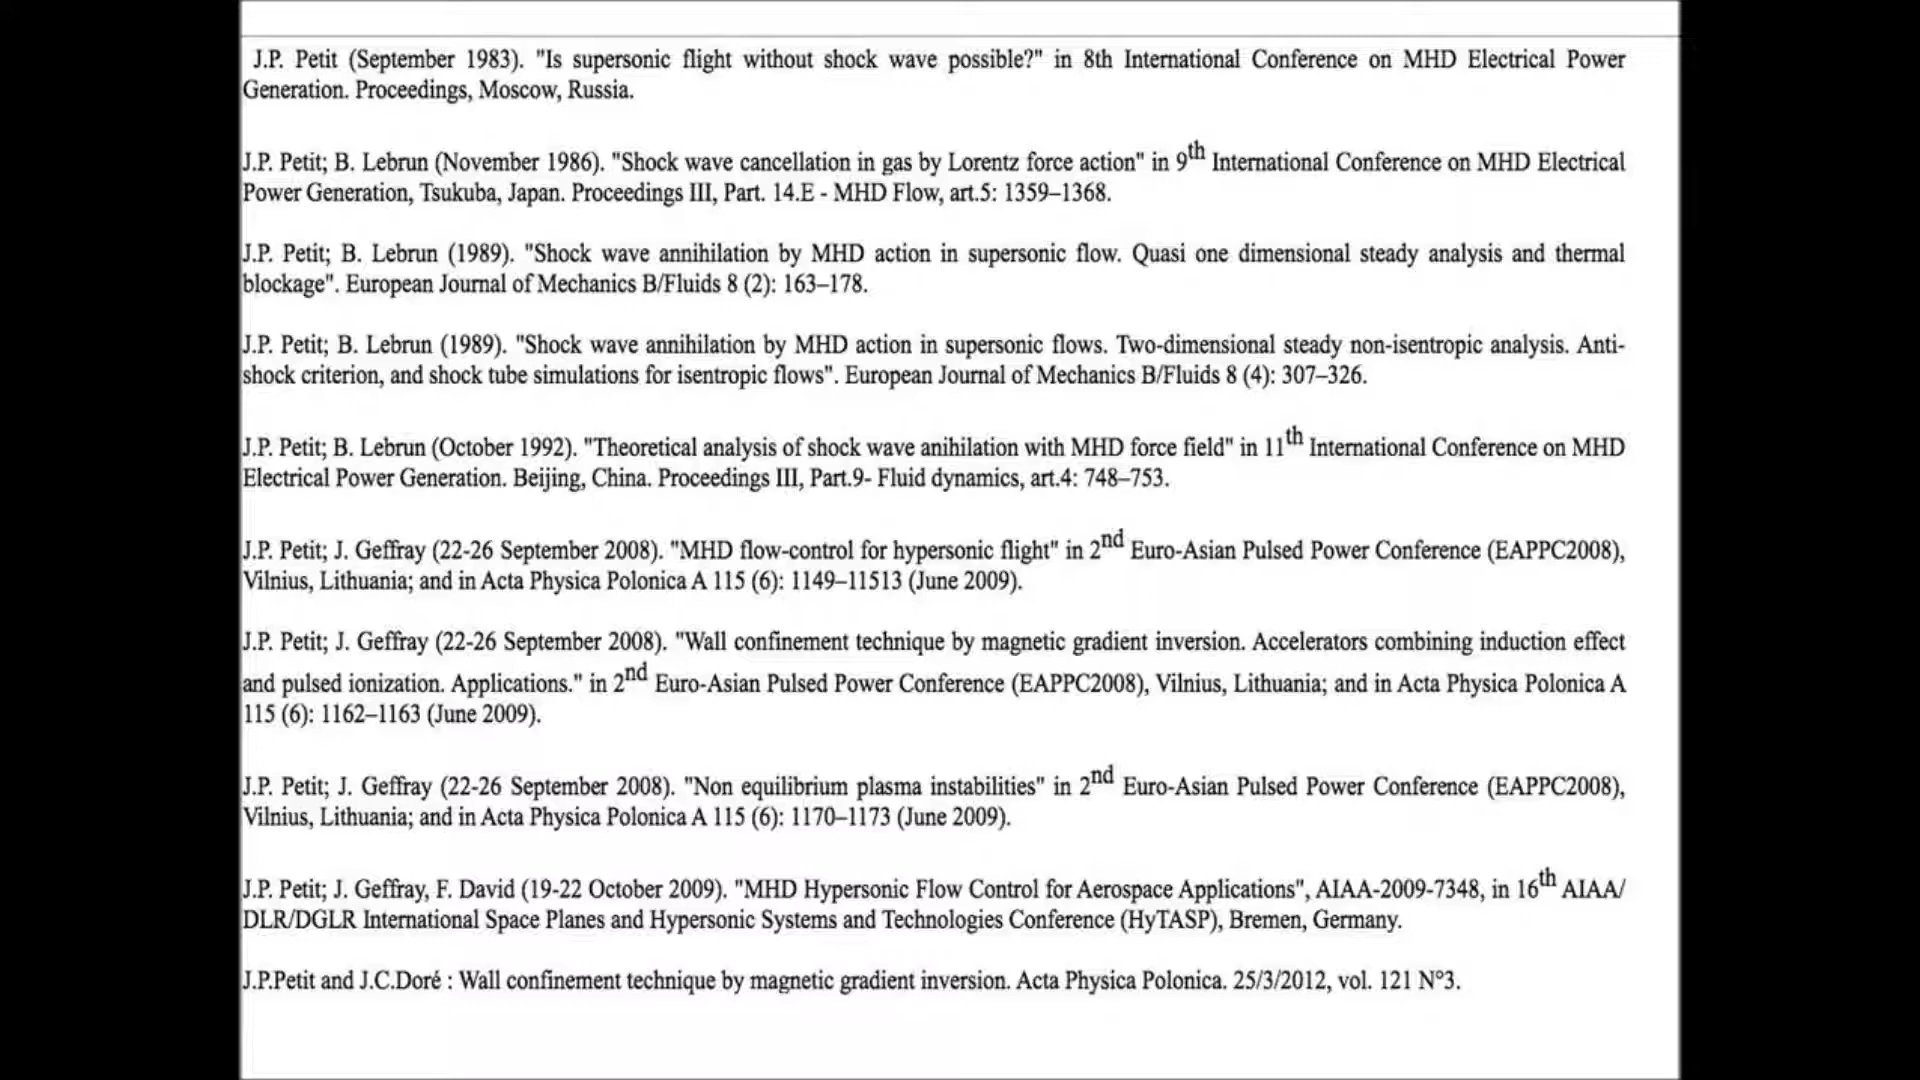 J.P. Petit (September 1983). "Is supersonic flight without shock wave possible?" in 8th International Conference on MHD Electrical Power
Generation. Proceedings, Moscow, Russia.
J.P. Petit; B. Lebrun (November 1986). "Shock wave cancellation in gas by Lorentz force action" in 9th International Conference on MHD Electrical
Power Generation, Tsukuba, Japan. Proceedings III, Part. 14.E - MHD Flow, art.5: 1359–1368.
J.P. Petit; B. Lebrun (1989). "Shock wave annihilation by MHD action in supersonic flow. Quasi one dimensional steady analysis and thermal
blockage". European Journal of Mechanics B/Fluids 8 (2): 163–178.
J.P. Petit; B. Lebrun (1989). "Shock wave annihilation by MHD action in supersonic flows. Two-dimensional steady non-isentropic analysis. Anti-
shock criterion, and shock tube simulations for isentropic flows". European Journal of Mechanics B/Fluids 8 (4): 307–326.
J.P. Petit; B. Lebrun (October 1992). "Theoretical analysis of shock wave anihilation with MHD force field" in 11th International Conference on MHD
Electrical Power Generation. Beijing, China. Proceedings III, Part.9- Fluid dynamics, art.4: 748–753.
J.P. Petit; J. Geffray (22-26 September 2008). "MHD flow-control for hypersonic flight" in 2nd Euro-Asian Pulsed Power Conference (EAPPC2008),
Vilnius, Lithuania; and in Acta Physica Polonica A 115 (6): 1149–11513 (June 2009).
J.P. Petit; J. Geffray (22-26 September 2008). "Wall confinement technique by magnetic gradient inversion. Accelerators combining induction effect
and pulsed ionization. Applications." in 2nd Euro-Asian Pulsed Power Conference (EAPPC2008), Vilnius, Lithuania; and in Acta Physica Polonica A
115 (6): 1162–1163 (June 2009).
J.P. Petit; J. Geffray (22-26 September 2008). "Non equilibrium plasma instabilities" in 2nd Euro-Asian Pulsed Power Conference (EAPPC2008),
Vilnius, Lithuania; and in Acta Physica Polonica A 115 (6): 1170–1173 (June 2009).
J.P. Petit; J. Geffray, F. David (19-22 October 2009). "MHD Hypersonic Flow Control for Aerospace Applications", AIAA-2009-7348, in 16th AIAA/
DLR/DGLR International Space Planes and Hypersonic Systems and Technologies Conference (HyTASP), Bremen, Germany.
J.P.Petit and J.C.Doré : Wall confinement technique by magnetic gradient inversion. Acta Physica Polonica. 25/3/2012, vol. 121 N°3.